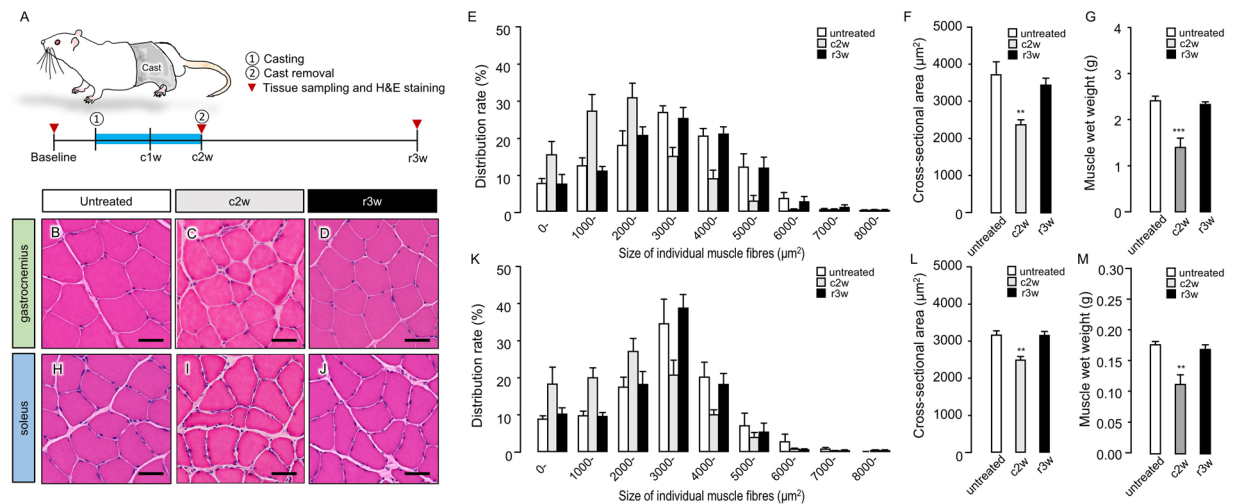 A
Cast
① Casting
② Cast removal
▼ Tissue sampling and H&E staining
① ②
Baseline c1w c2w r3w
Untreated c2w r3w
gastrocnemius
B C D
soleus
H I J
E
Distribution rate (%)
50
40
30
20
10
0
untreated
c2w
r3w
0- 1000- 2000- 3000- 4000- 5000- 6000- 7000- 8000-
Size of individual muscle fibres (μm²)
F
Cross-sectional area (μm²)
5000
4000
3000
2000
1000
0
untreated
c2w
r3w
**
untreated c2w r3w
G
Muscle wet weight (g)
4
3
2
1
0
untreated
c2w
r3w
***
untreated c2w r3w
K
Distribution rate (%)
50
40
30
20
10
0
untreated
c2w
r3w
0- 1000- 2000- 3000- 4000- 5000- 6000- 7000- 8000-
Size of individual muscle fibres (μm²)
L
Cross-sectional area (μm²)
5000
4000
3000
2000
1000
0
untreated
c2w
r3w
**
untreated c2w r3w
M
Muscle wet weight (g)
0.30
0.25
0.20
0.15
0.10
0.05
0.00
untreated
c2w
r3w
**
untreated c2w r3w